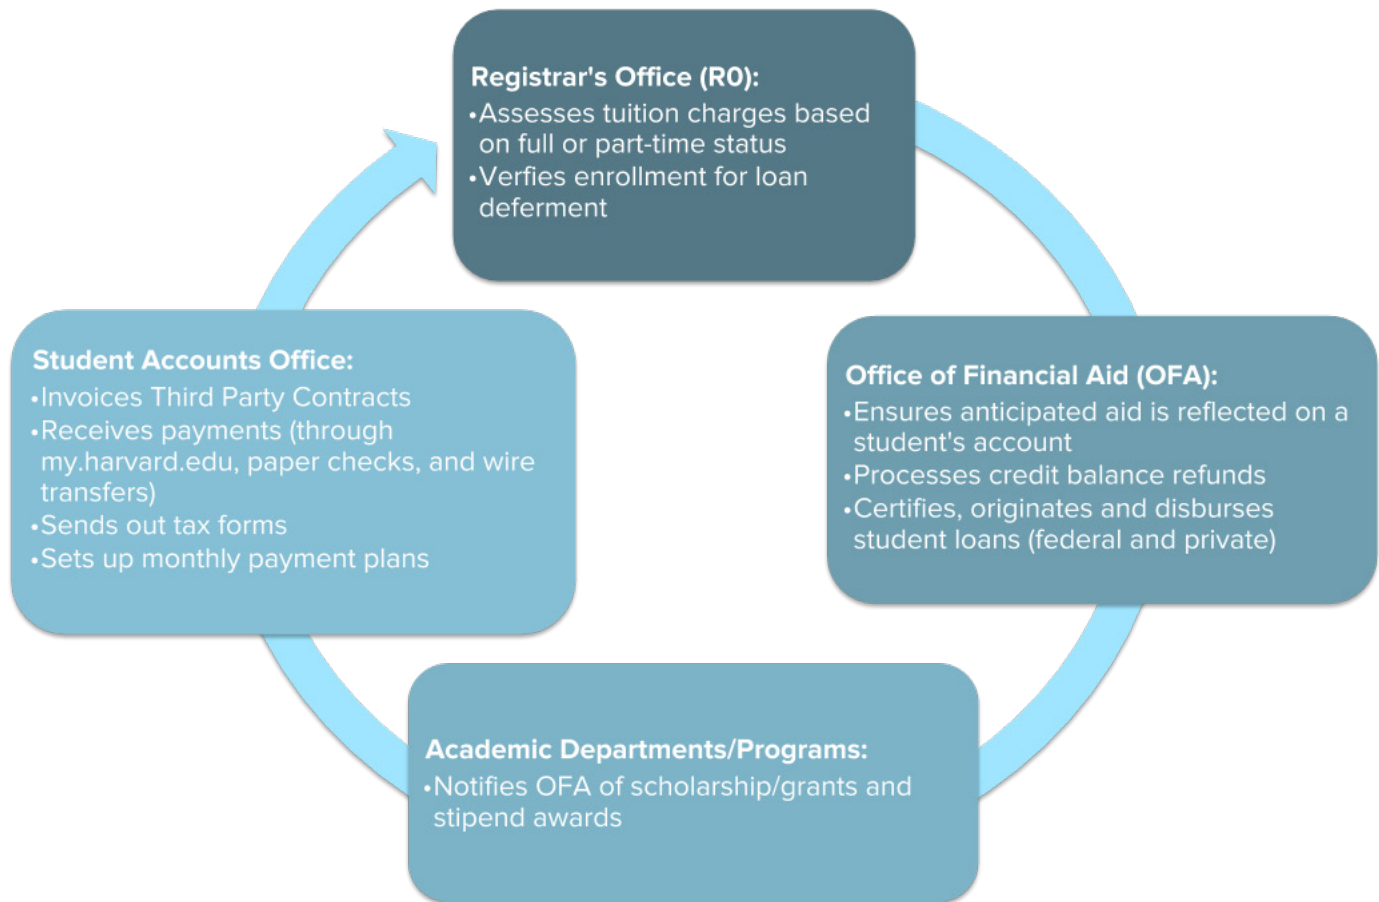 Registrar's Office (R0):
•Assesses tuition charges based
on full or part-time status
•Verfies enrollment for loan
deferment
Office of Financial Aid (OFA):
•Ensures anticipated aid is reflected on a
student's account
•Processes credit balance refunds
•Certifies, originates and disburses
student loans (federal and private)
Academic Departments/Programs:
•Notifies OFA of scholarship/grants and
stipend awards
Student Accounts Office:
•Invoices Third Party Contracts
•Receives payments (through
my.harvard.edu, paper checks, and wire
transfers)
•Sends out tax forms
•Sets up monthly payment plans